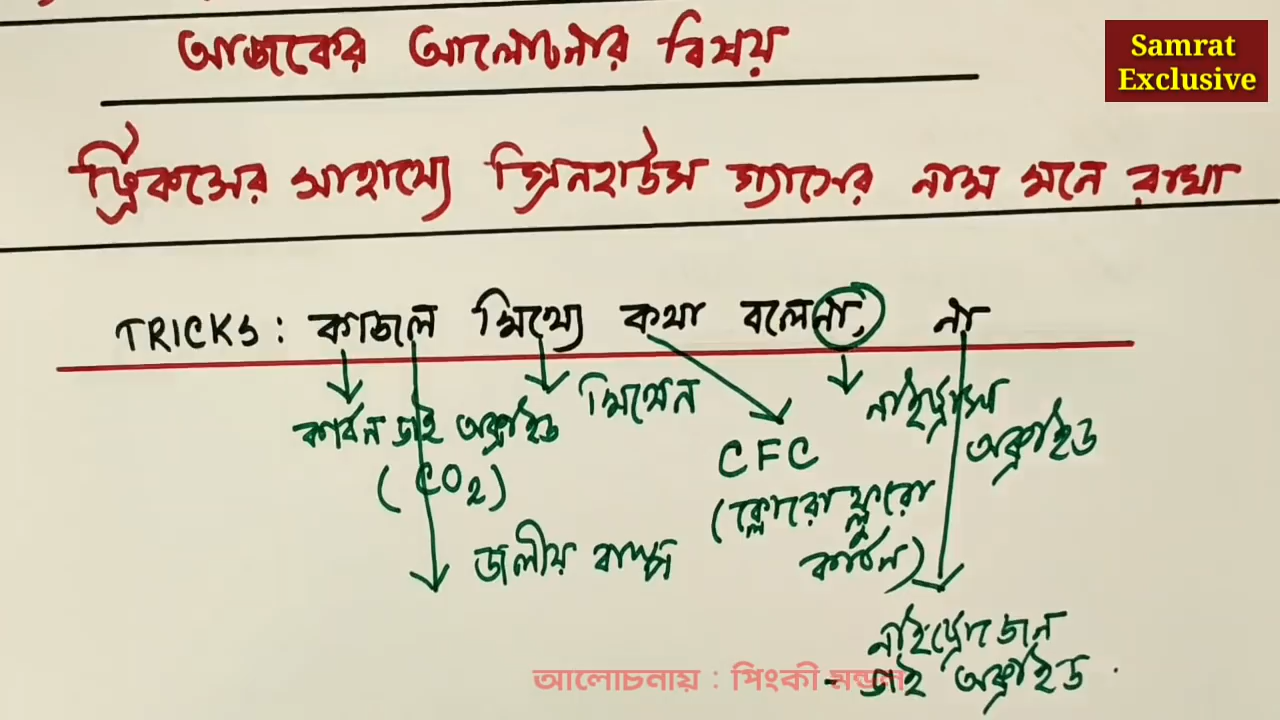 আজকের আলোচনার বিষয়
Samrat
Exclusive
ট্রিকসের সাহায্যে গ্রিনহাউস গ্যাসের নাম মনে রাখা
TRICKS : কাজল মিথ্যে কথা বলেনা, না
কার্বন ডাই অক্সাইড
(CO₂)
মিথেন
নাইট্রাস
অক্সাইড
CFC
(ক্লোরোফ্লুরো
কার্বন)
জলীয় বাষ্প
নাইট্রোজেন
- ডাই অক্সাইড
আলোচনায় : পিংকী মন্ডল